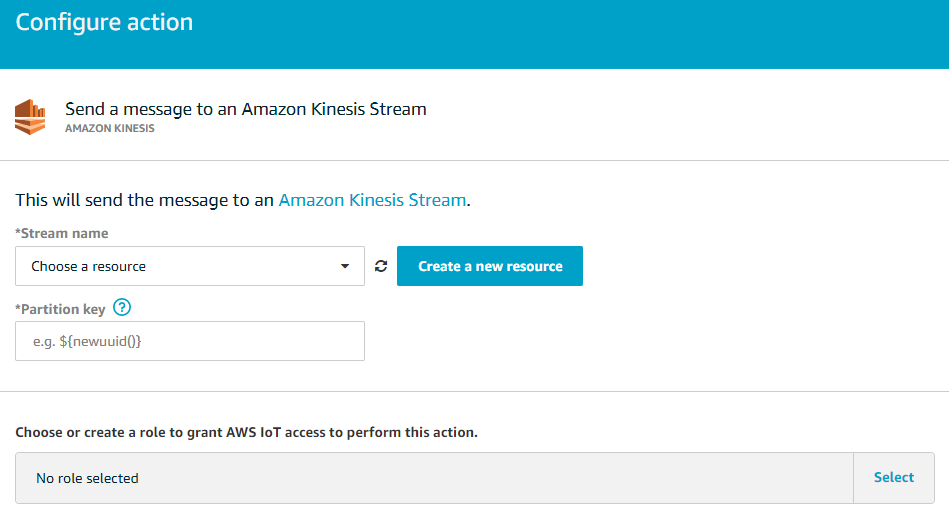 Configure action
Send a message to an Amazon Kinesis Stream
AMAZON KINESIS
This will send the message to an Amazon Kinesis Stream.
*Stream name
Choose a resource
Create a new resource
*Partition key ?
e.g. ${newuuid()}
Choose or create a role to grant AWS IoT access to perform this action.
No role selected
Select